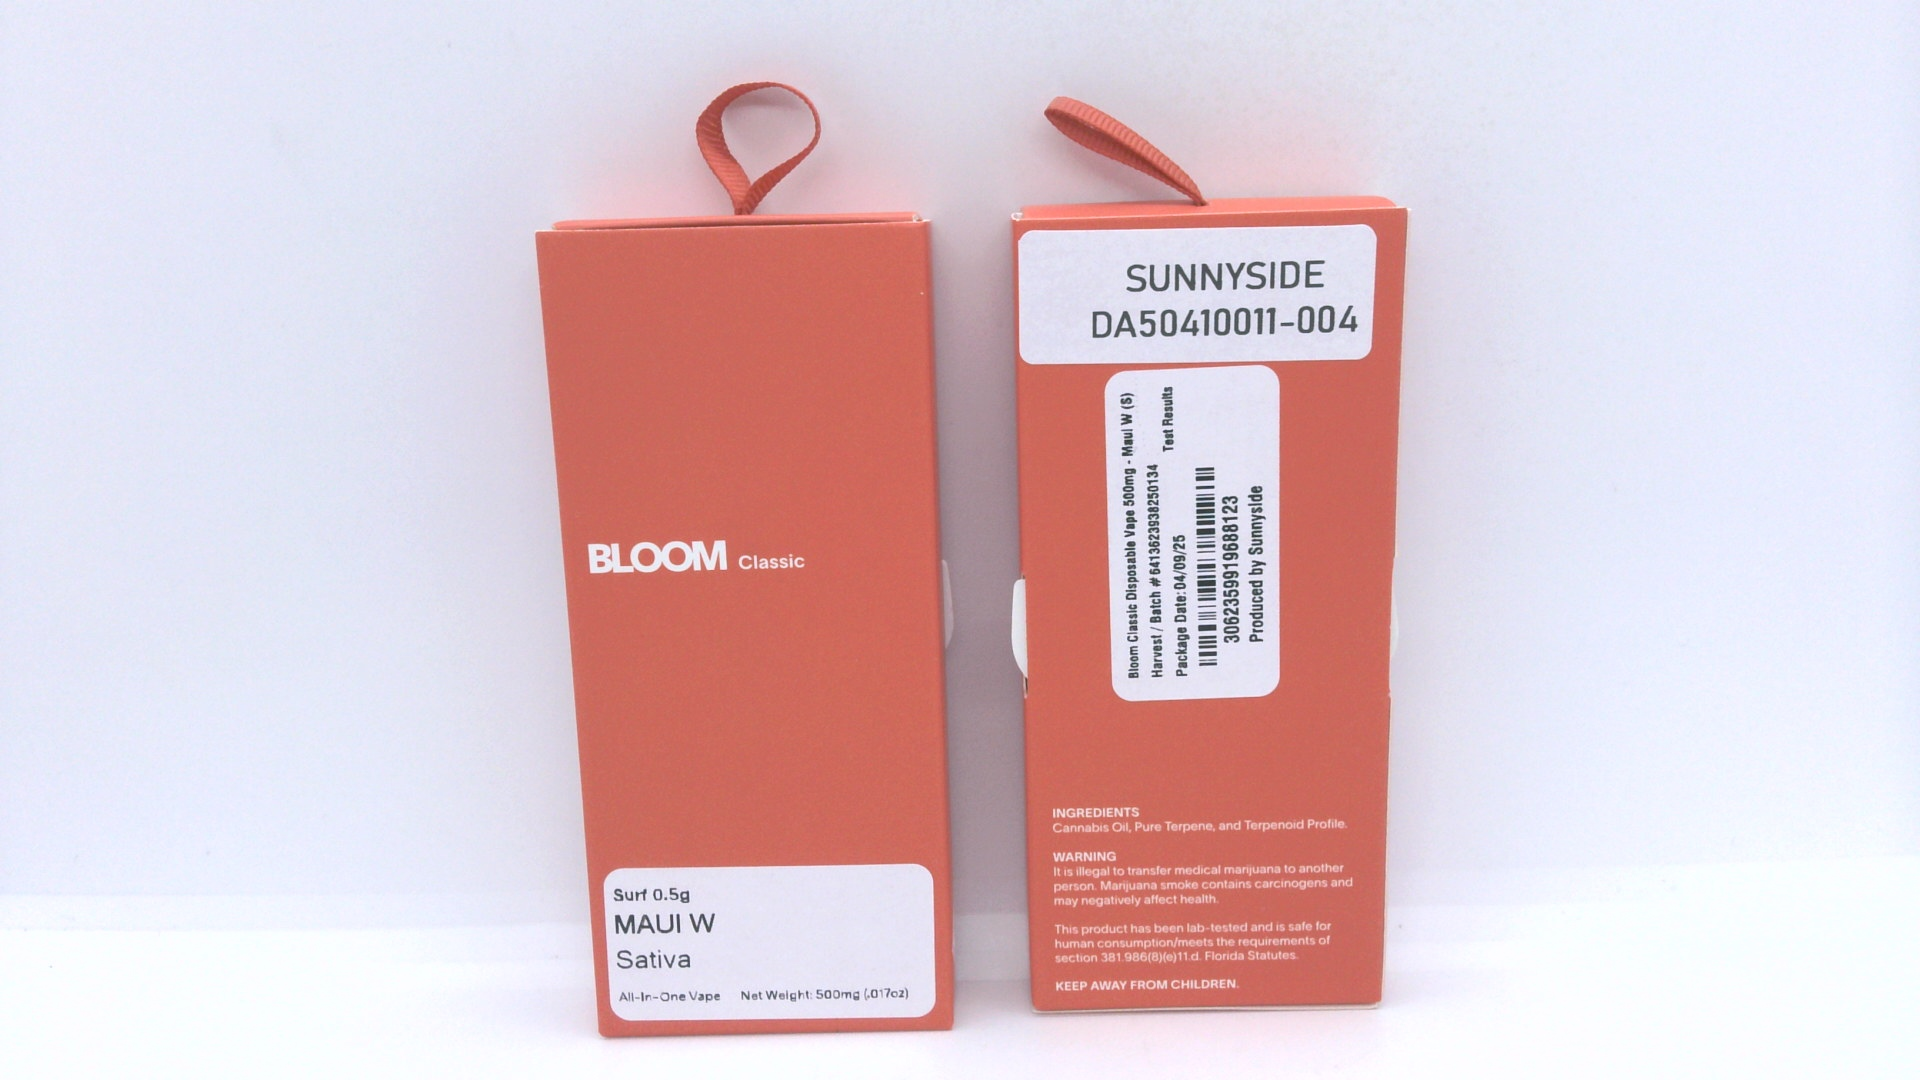 BLOOM Classic
Surf 0.5g
MAUI W
Sativa
All-In-One Vape Net Weight: 500mg (.017oz)
SUNNYSIDE
DA50410011-004
Bloom Classic Disposable Vape 500mg - Maui W (S)
Harvest / Batch # 6413623938250134
Test Results
Package Date: 04/09/25
3062359919688123
Produced by Sunnyside
INGREDIENTS
Cannabis Oil, Pure Terpene, and Terpenoid Profile.
WARNING
It is illegal to transfer medical marijuana to another
person. Marijuana smoke contains carcinogens and
may negatively affect health.
This product has been lab-tested and is safe for
human consumption/meets the requirements of
section 381.986(8)(e)11.d. Florida Statutes.
KEEP AWAY FROM CHILDREN.